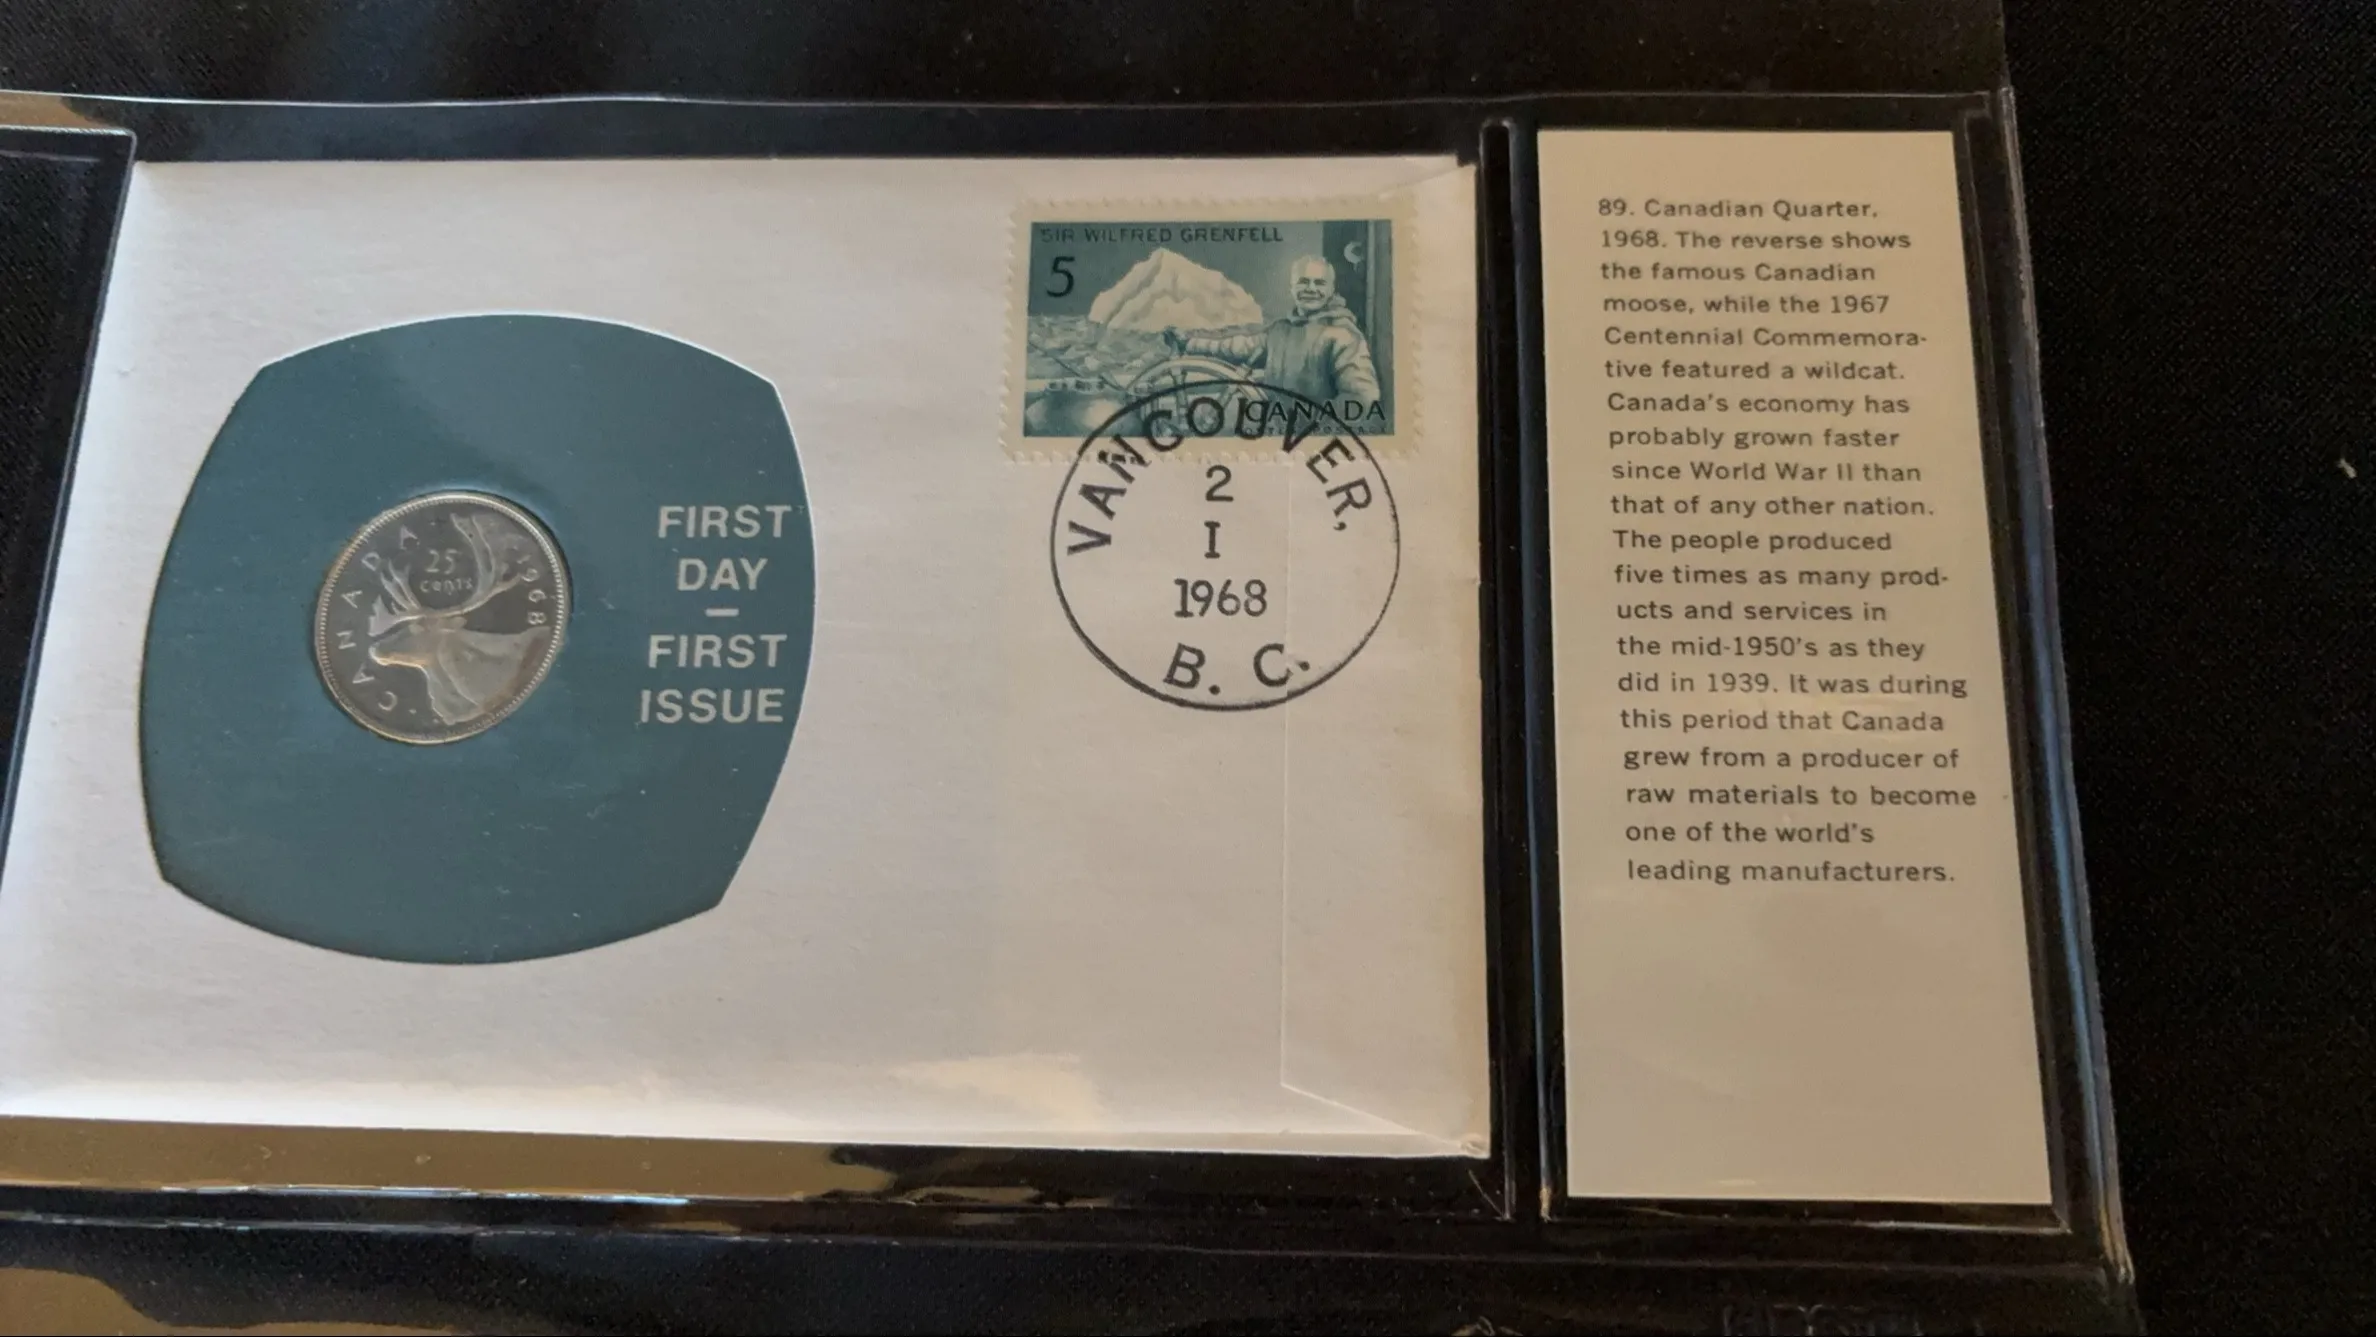 CANADA
25
cents
1968
FIRST
DAY
–
FIRST
ISSUE
SIR WILFRED GRENFELL
5
CANADA
POSTES POSTAGE
VANCOUVER,
2
I
1968
B. C.
89. Canadian Quarter,
1968. The reverse shows
the famous Canadian
moose, while the 1967
Centennial Commemora-
tive featured a wildcat.
Canada's economy has
probably grown faster
since World War II than
that of any other nation.
The people produced
five times as many prod-
ucts and services in
the mid-1950's as they
did in 1939. It was during
this period that Canada
grew from a producer of
raw materials to become
one of the world's
leading manufacturers.